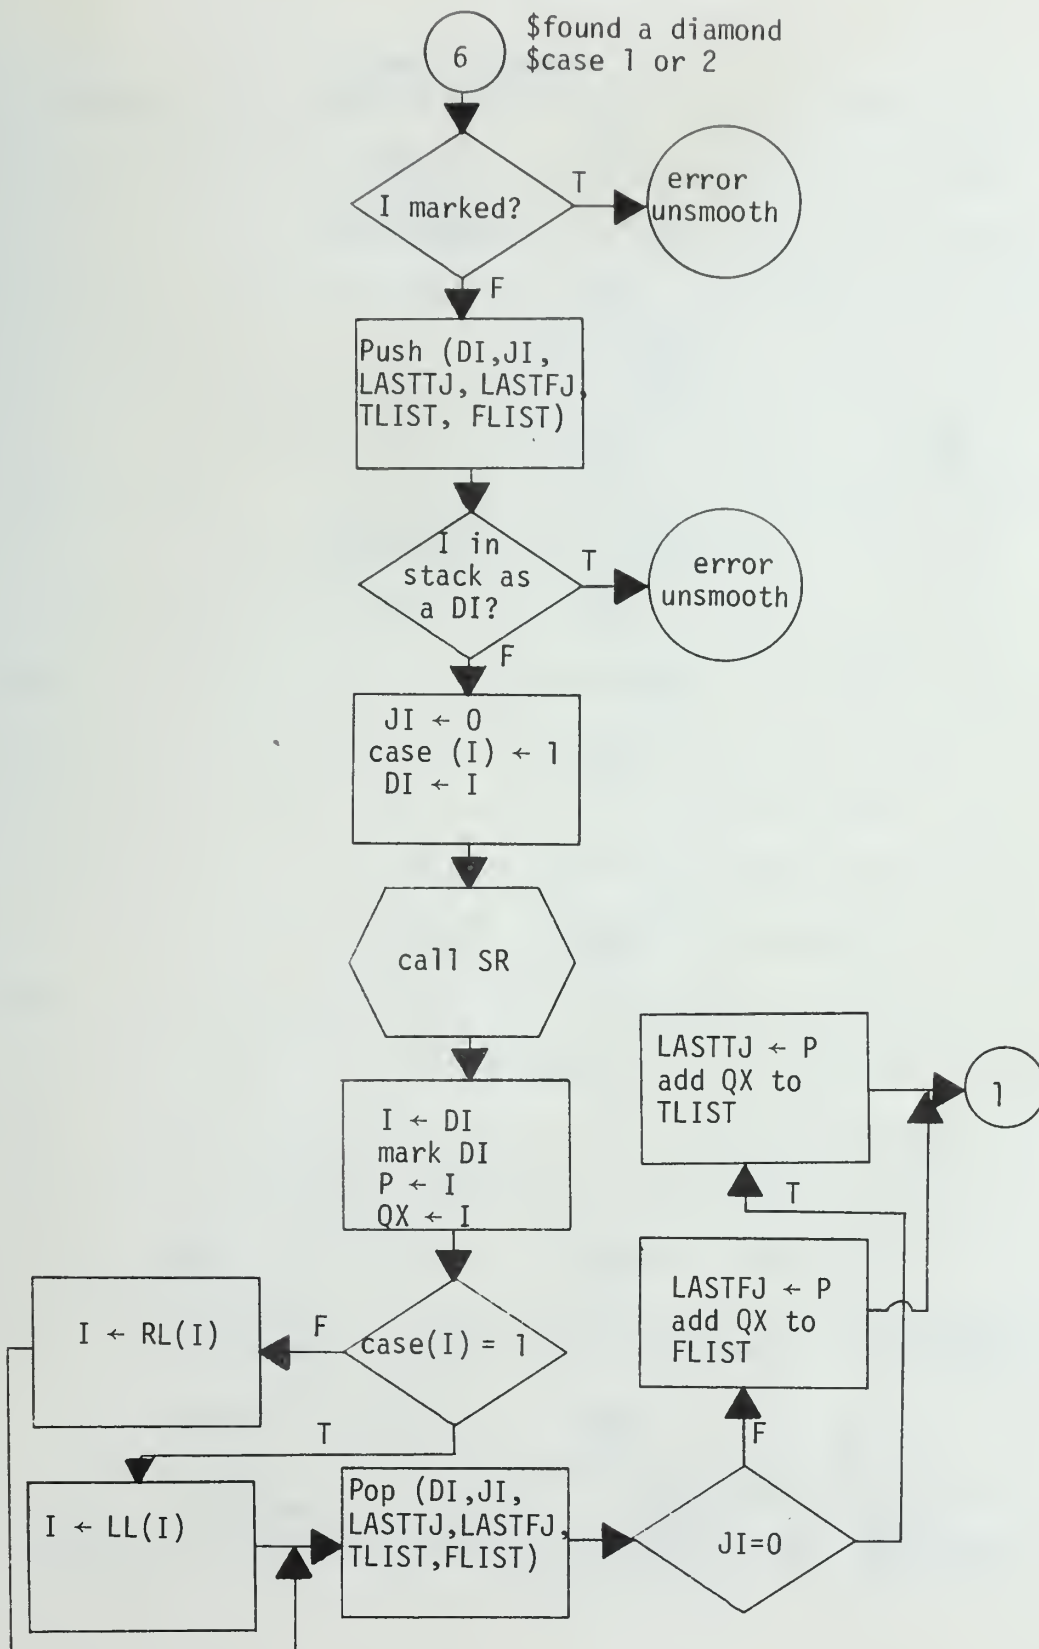 6
$found a diamond
$case 1 or 2
I marked?
T
error
unsmooth
F
Push (DI,JI,
LASTTJ, LASTFJ,
TLIST, FLIST)
I in
stack as
a DI?
T
error
unsmooth
F
JI ← 0
case (I) ← 1
DI ← I
call SR
I ← DI
mark DI
P ← I
QX ← I
case(I) = 1
F
I ← RL(I)
T
I ← LL(I)
Pop (DI,JI,
LASTTJ,LASTFJ,
TLIST,FLIST)
JI=0
F
LASTFJ ← P
add QX to
FLIST
T
LASTTJ ← P
add QX to
TLIST
1